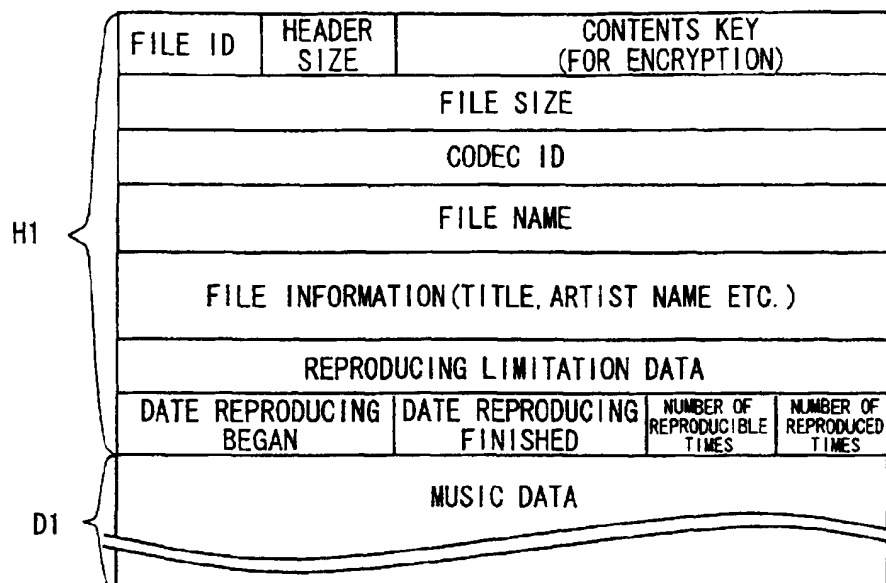 FILE ID
HEADER
SIZE
CONTENTS KEY
(FOR ENCRYPTION)
FILE SIZE
CODEC ID
FILE NAME
H1
FILE INFORMATION(TITLE, ARTIST NAME ETC.)
REPRODUCING LIMITATION DATA
DATE REPRODUCING
BEGAN
DATE REPRODUCING
FINISHED
NUMBER OF
REPRODUCIBLE
TIMES
NUMBER OF
REPRODUCED
TIMES
MUSIC DATA
D1